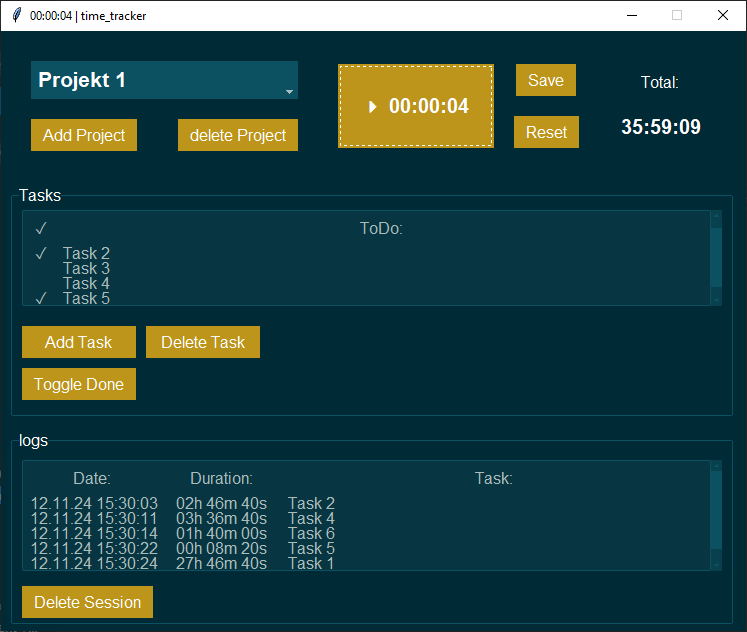 00:00:04 | time_tracker
Projekt 1
00:00:04
Save
Total:
Add Project
delete Project
Reset
35:59:09
Tasks
✓ ToDo:
✓ Task 2
Task 3
Task 4
✓ Task 5
Add Task
Delete Task
Toggle Done
logs
Date: Duration: Task:
12.11.24 15:30:03 02h 46m 40s Task 2
12.11.24 15:30:11 03h 36m 40s Task 4
12.11.24 15:30:14 01h 40m 00s Task 6
12.11.24 15:30:22 00h 08m 20s Task 5
12.11.24 15:30:24 27h 46m 40s Task 1
Delete Session